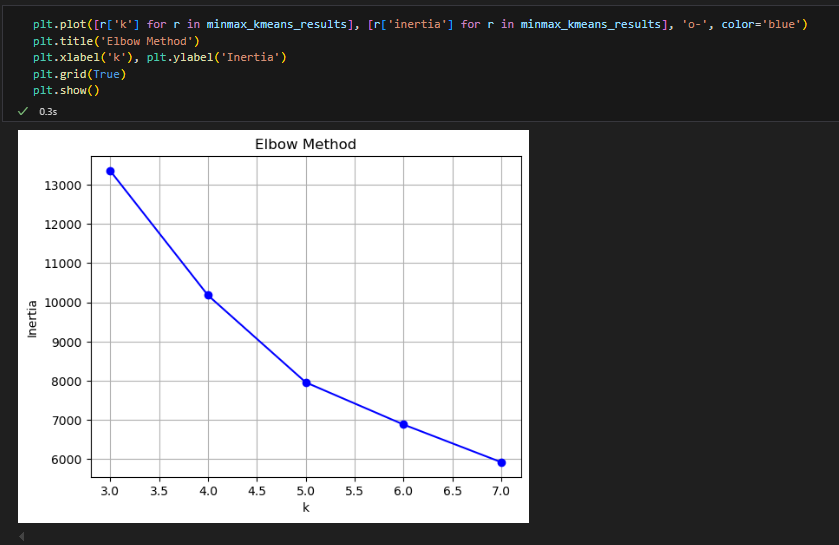 plt.plot([r['k'] for r in minmax_kmeans_results], [r['inertia'] for r in minmax_kmeans_results], 'o-', color='blue')
plt.title('Elbow Method')
plt.xlabel('k'), plt.ylabel('Inertia')
plt.grid(True)
plt.show()
0.3s
Elbow Method
13000
12000
11000
10000
9000
8000
7000
6000
Inertia
3.0 3.5 4.0 4.5 5.0 5.5 6.0 6.5 7.0
k